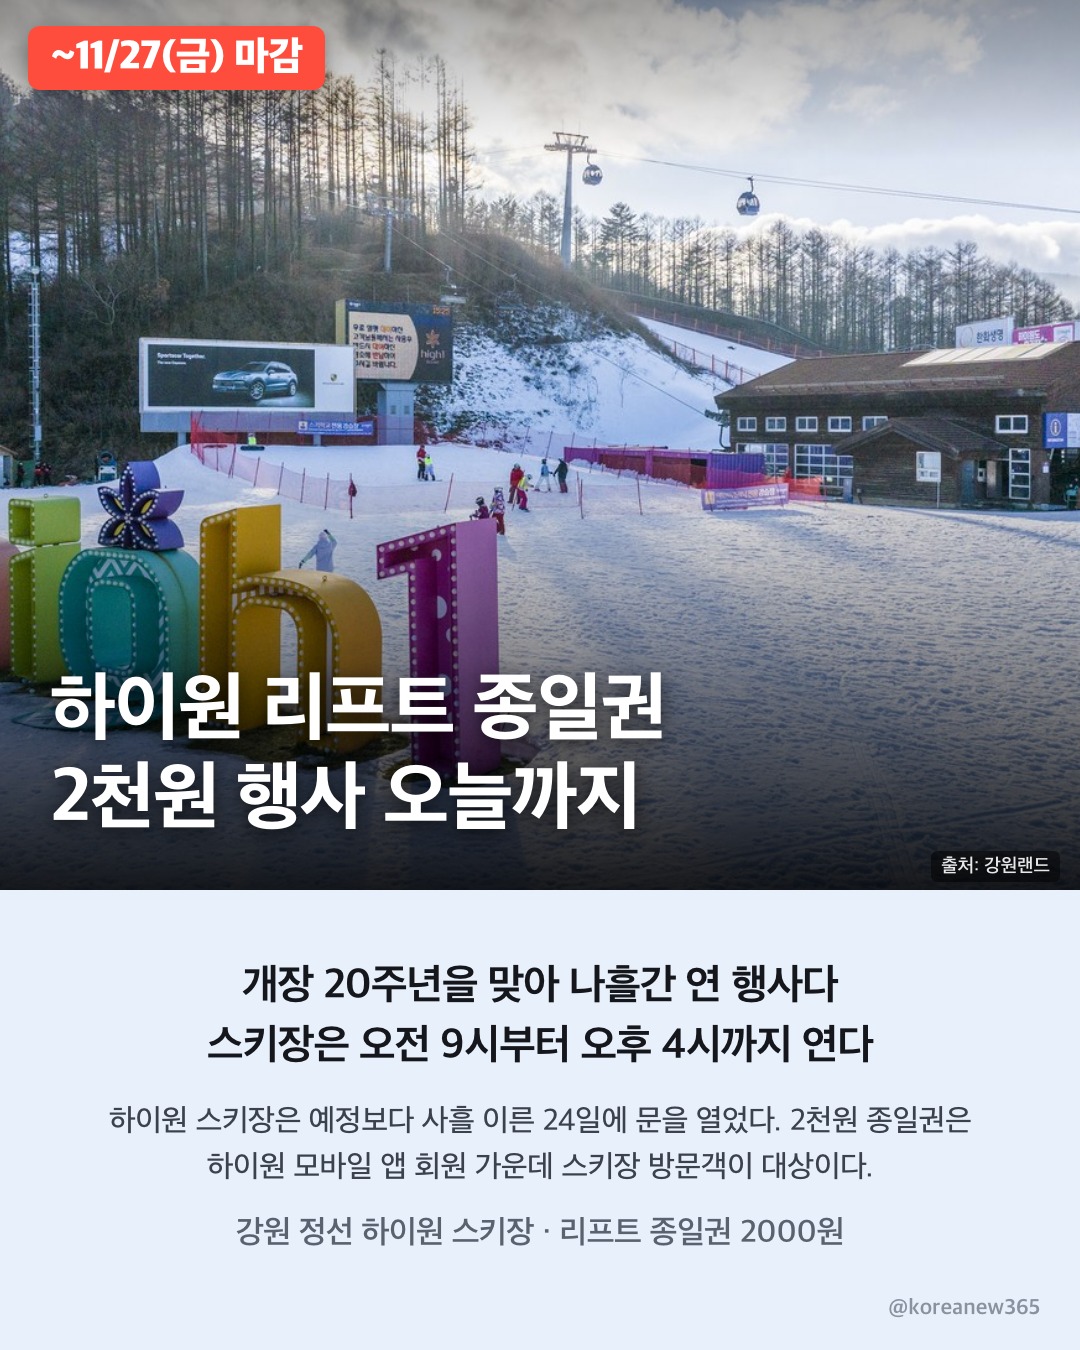 ~11/27(금) 마감
Sportscar Together.
high1
한화생명
하이원 리프트 종일권
2천원 행사 오늘까지
출처: 강원랜드
개장 20주년을 맞아 나흘간 연 행사다
스키장은 오전 9시부터 오후 4시까지 연다
하이원 스키장은 예정보다 사흘 이른 24일에 문을 열었다. 2천원 종일권은
하이원 모바일 앱 회원 가운데 스키장 방문객이 대상이다.
강원 정선 하이원 스키장 · 리프트 종일권 2000원
@koreanew365